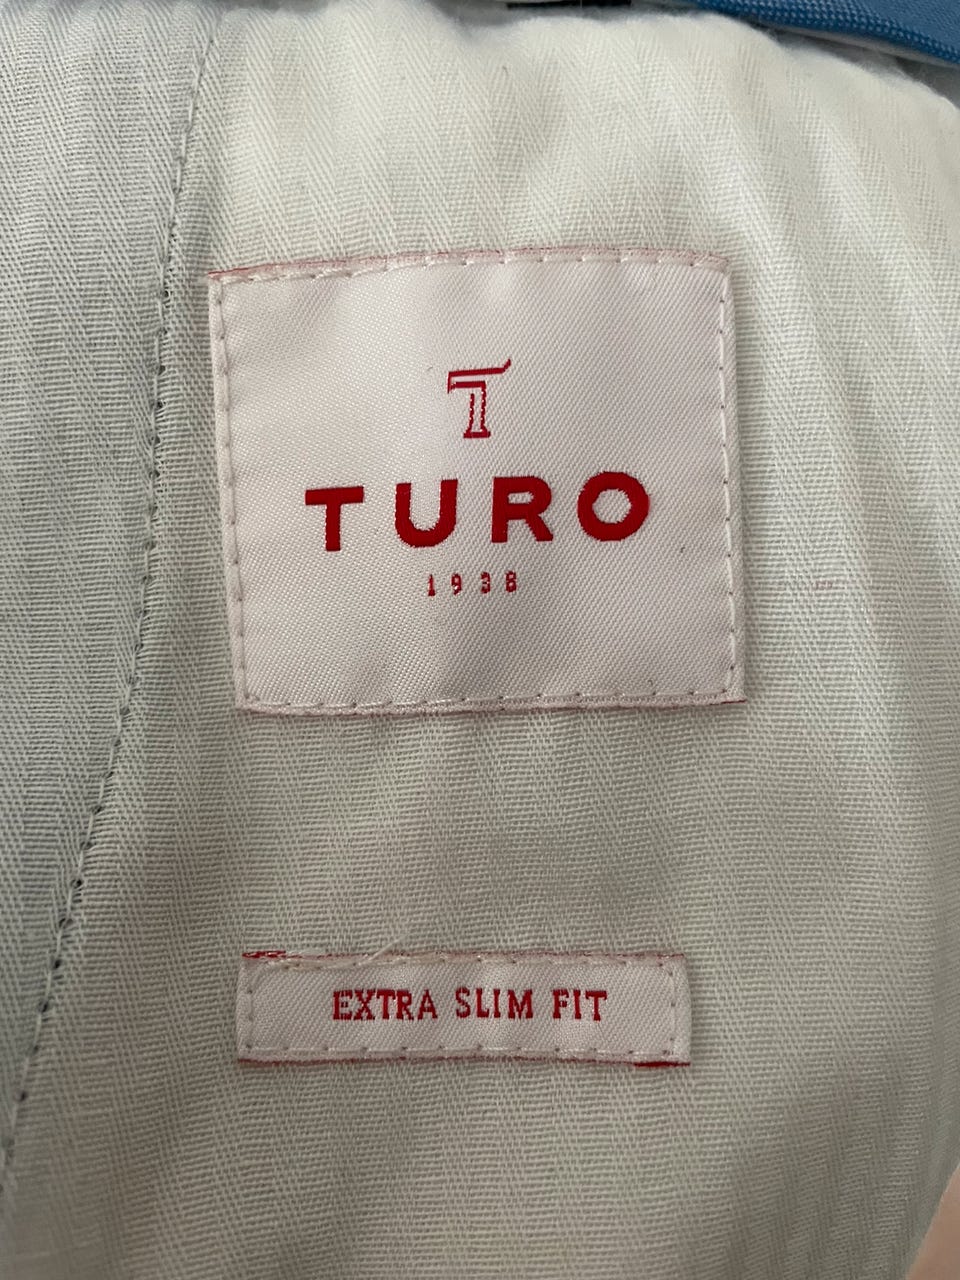 T
TURO
1938
EXTRA SLIM FIT